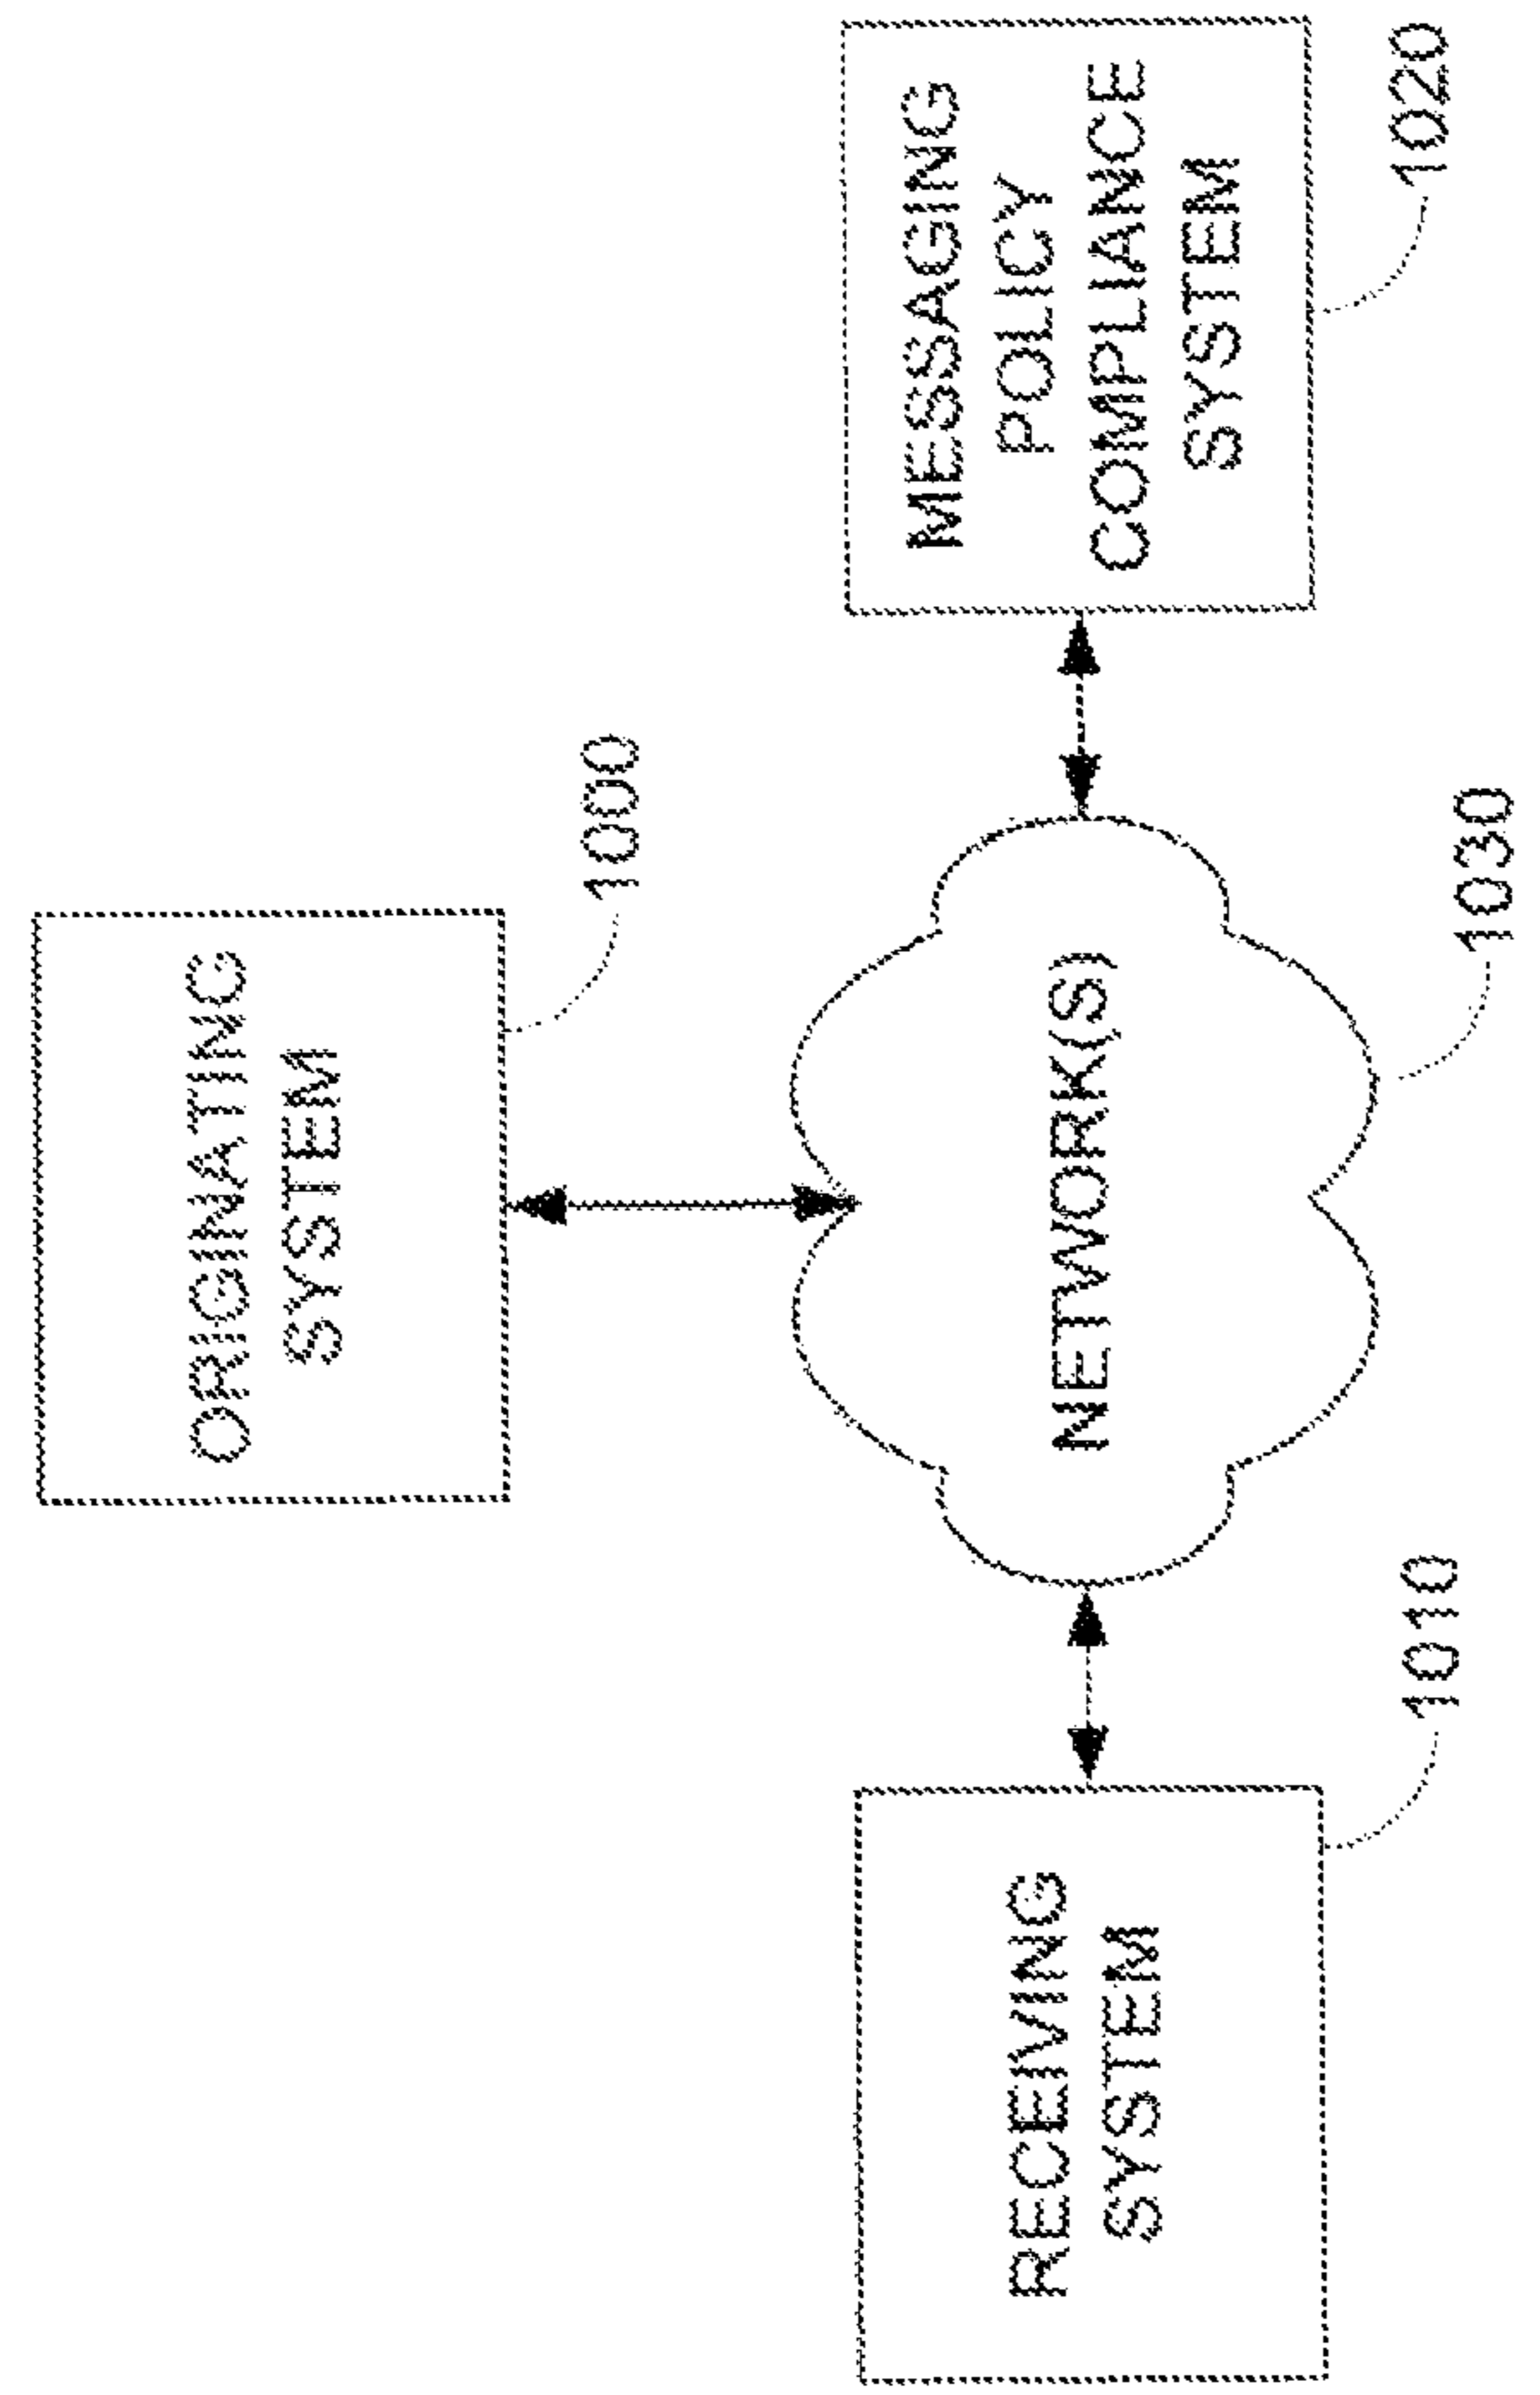 ORIGINATING
SYSTEM
1000
RECEIVING
SYSTEM
1010
NETWORK(S)
1030
MESSAGING
POLICY
COMPLIANCE
SYSTEM
1020